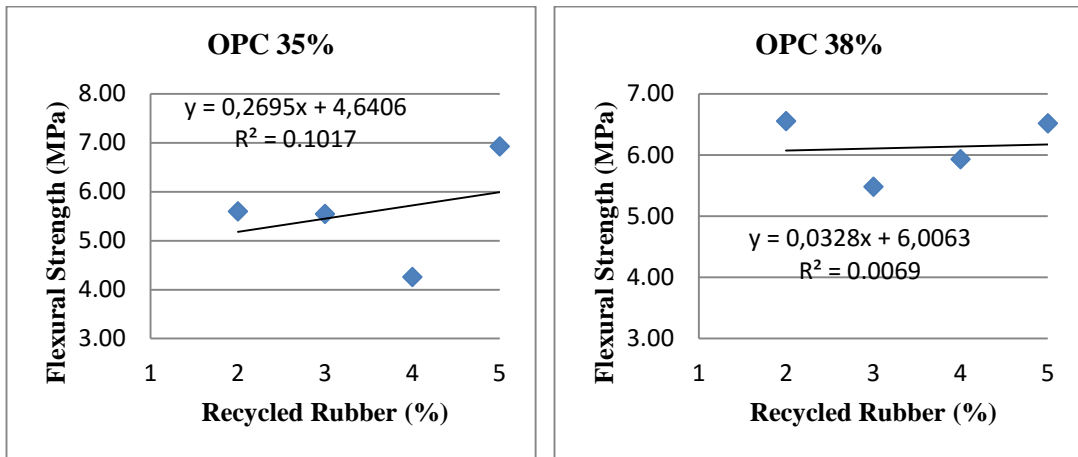 OPC 35%
y = 0,2695x + 4,6406
R² = 0.1017
8.00
7.00
6.00
5.00
4.00
3.00
1 2 3 4 5
Flexural Strength (MPa)
Recycled Rubber (%)
OPC 38%
7.00
6.00
5.00
4.00
3.00
y = 0,0328x + 6,0063
R² = 0.0069
1 2 3 4 5
Flexural Strength (MPa)
Recycled Rubber (%)